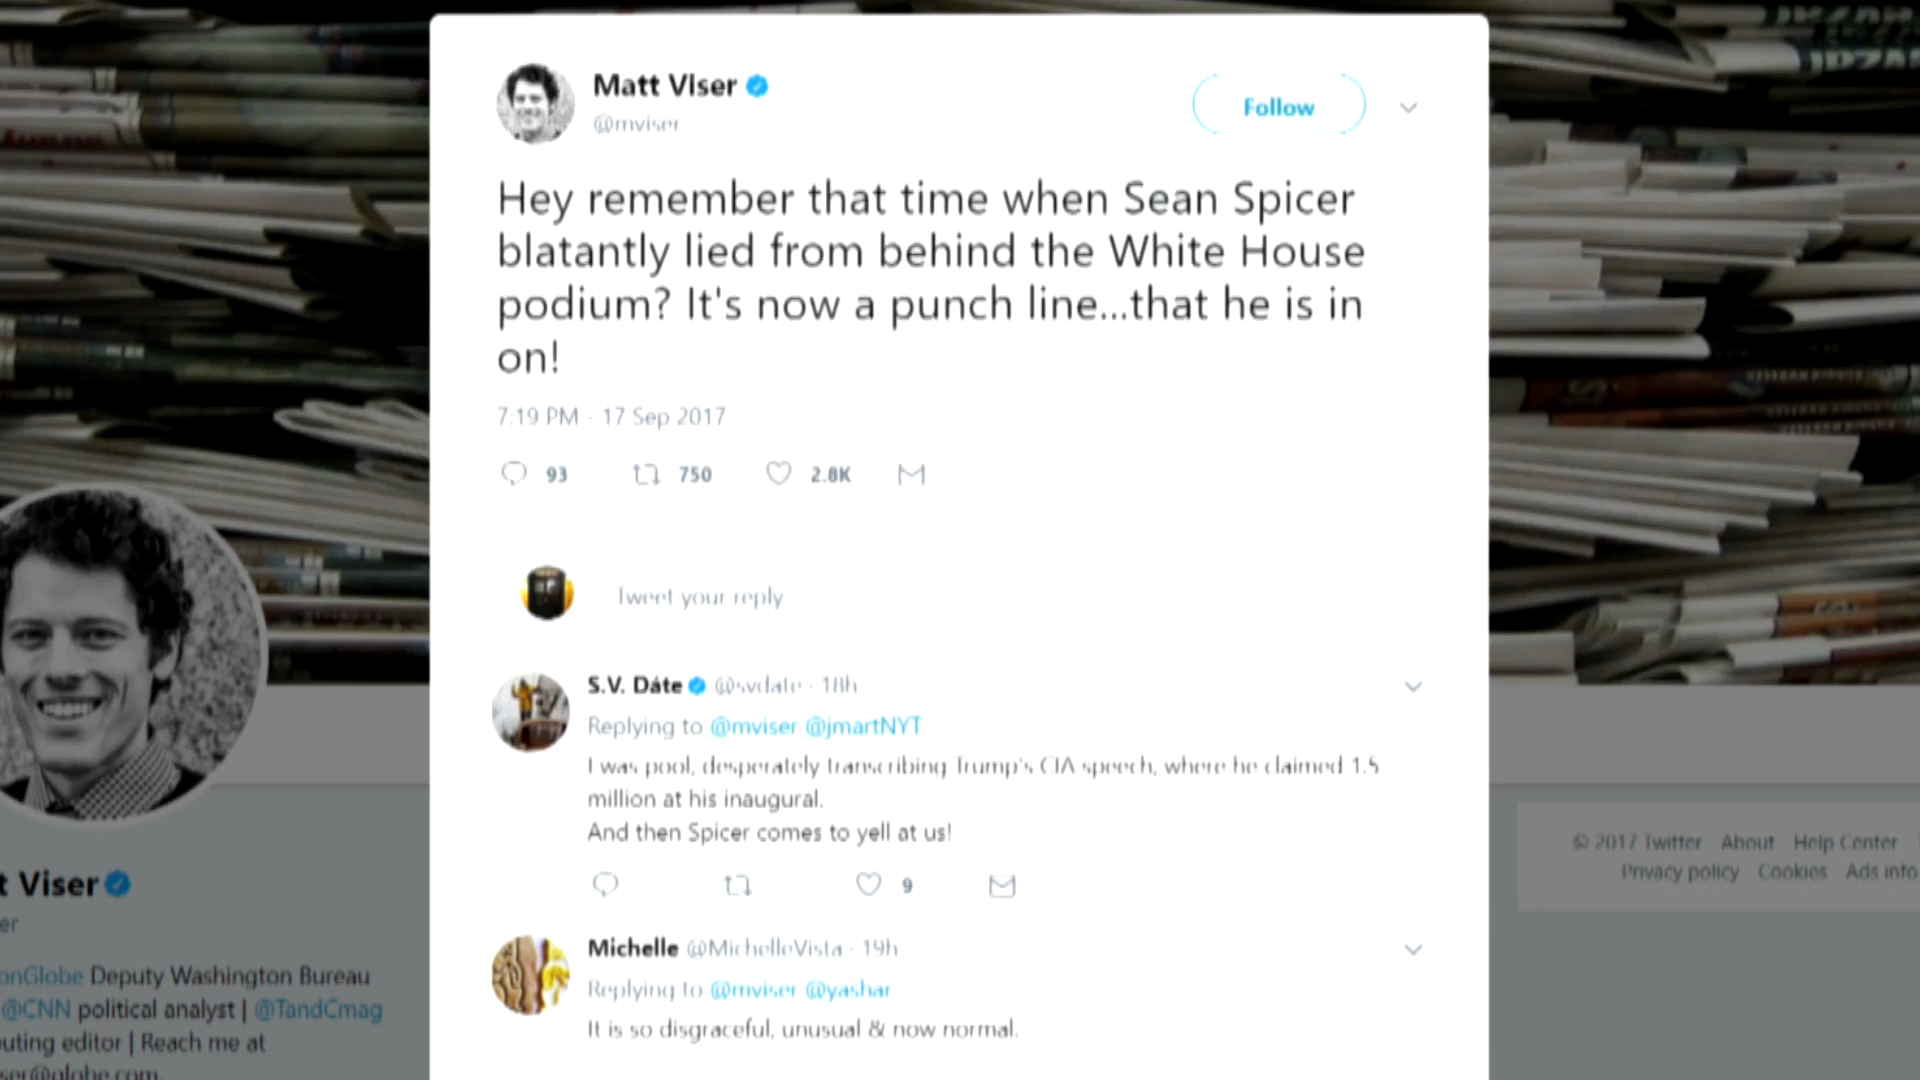 Matt Viser
@mviser
Follow
Hey remember that time when Sean Spicer
blatantly lied from behind the White House
podium? It's now a punch line...that he is in
on!
7:19 PM - 17 Sep 2017
93 750 2.8K
Tweet your reply
S.V. Dáte @svdate · 18h
Replying to @mviser @jmartNYT
I was pool, desperately transcribing Trump's CIA speech, where he claimed 1.5
million at his inaugural.
And then Spicer comes to yell at us!
9
Michelle @MichelleVista · 19h
Replying to @mviser @yashar
It is so disgraceful, unusual & now normal.
t Viser
er
onGlobe Deputy Washington Bureau
@CNN political analyst | @TandCmag
uting editor | Reach me at
ser@globe.com.
© 2017 Twitter About Help Center
Privacy policy Cookies Ads info